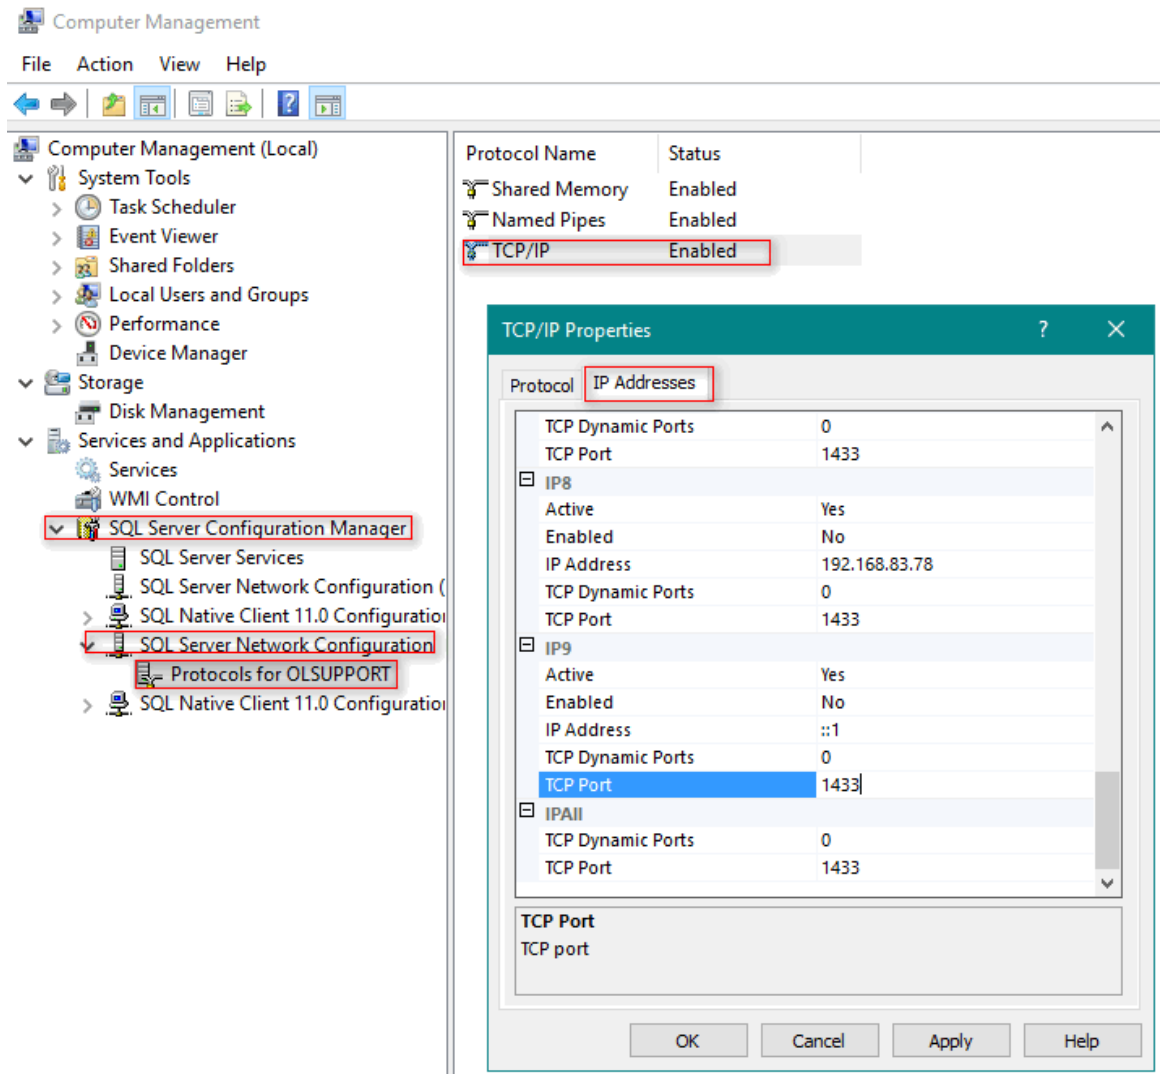 Computer Management
File Action View Help
Computer Management (Local)
System Tools
Task Scheduler
Event Viewer
Shared Folders
Local Users and Groups
Performance
Device Manager
Storage
Disk Management
Services and Applications
Services
WMI Control
SQL Server Configuration Manager
SQL Server Services
SQL Server Network Configuration (
SQL Native Client 11.0 Configuration
SQL Server Network Configuration
Protocols for OLSUPPORT
SQL Native Client 11.0 Configuration
Protocol Name Status
Shared Memory Enabled
Named Pipes Enabled
TCP/IP Enabled
TCP/IP Properties ?
Protocol IP Addresses
TCP Dynamic Ports 0
TCP Port 1433
IP8
Active Yes
Enabled No
IP Address 192.168.83.78
TCP Dynamic Ports 0
TCP Port 1433
IP9
Active Yes
Enabled No
IP Address ::1
TCP Dynamic Ports 0
TCP Port 1433
IPAll
TCP Dynamic Ports 0
TCP Port 1433
TCP Port
TCP port
OK Cancel Apply Help